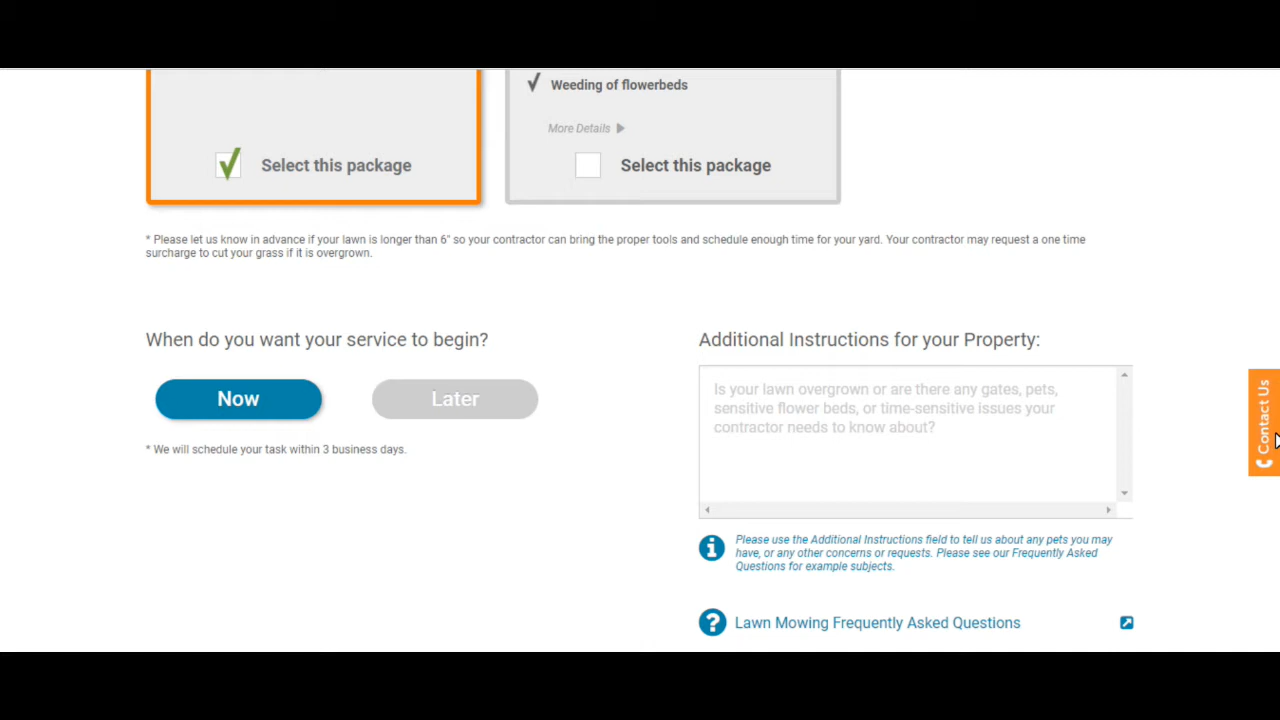 Weeding of flowerbeds
More Details
Select this package
Select this package
* Please let us know in advance if your lawn is longer than 6" so your contractor can bring the proper tools and schedule enough time for your yard. Your contractor may request a one time
surcharge to cut your grass if it is overgrown.
When do you want your service to begin?
Now
Later
* We will schedule your task within 3 business days.
Additional Instructions for your Property:
Is your lawn overgrown or are there any gates, pets,
sensitive flower beds, or time-sensitive issues your
contractor needs to know about?
Please use the Additional Instructions field to tell us about any pets you may
have, or any other concerns or requests. Please see our Frequently Asked
Questions for example subjects.
Lawn Mowing Frequently Asked Questions
Contact Us